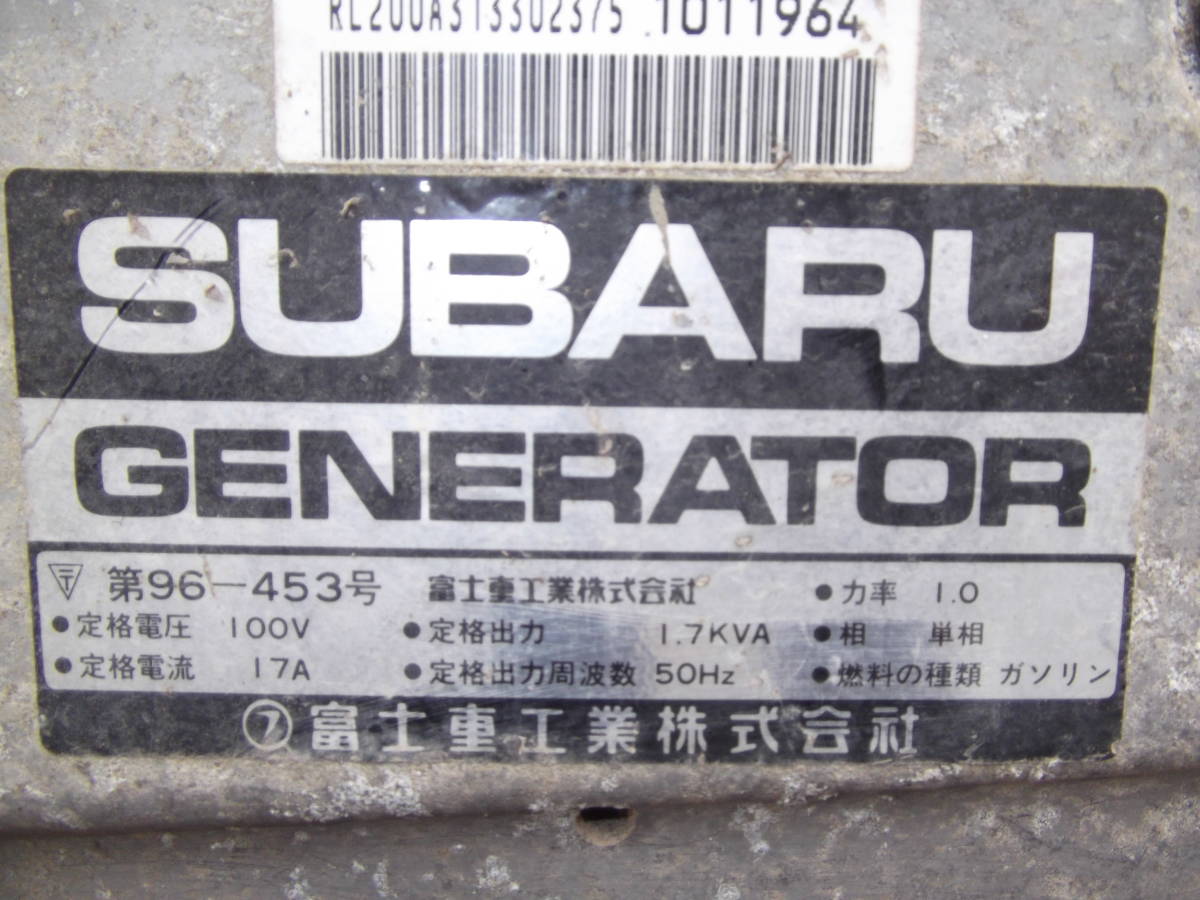 RL200A313302375 1011964
SUBARU
GENERATOR
〒 第96-453号 富士重工業株式会社 ●力率 1.0
●定格電圧 100V ●定格出力 1.7KVA ●相 単相
●定格電流 17A ●定格出力周波数 50Hz ●燃料の種類 ガソリン
㋫富士重工業株式会社